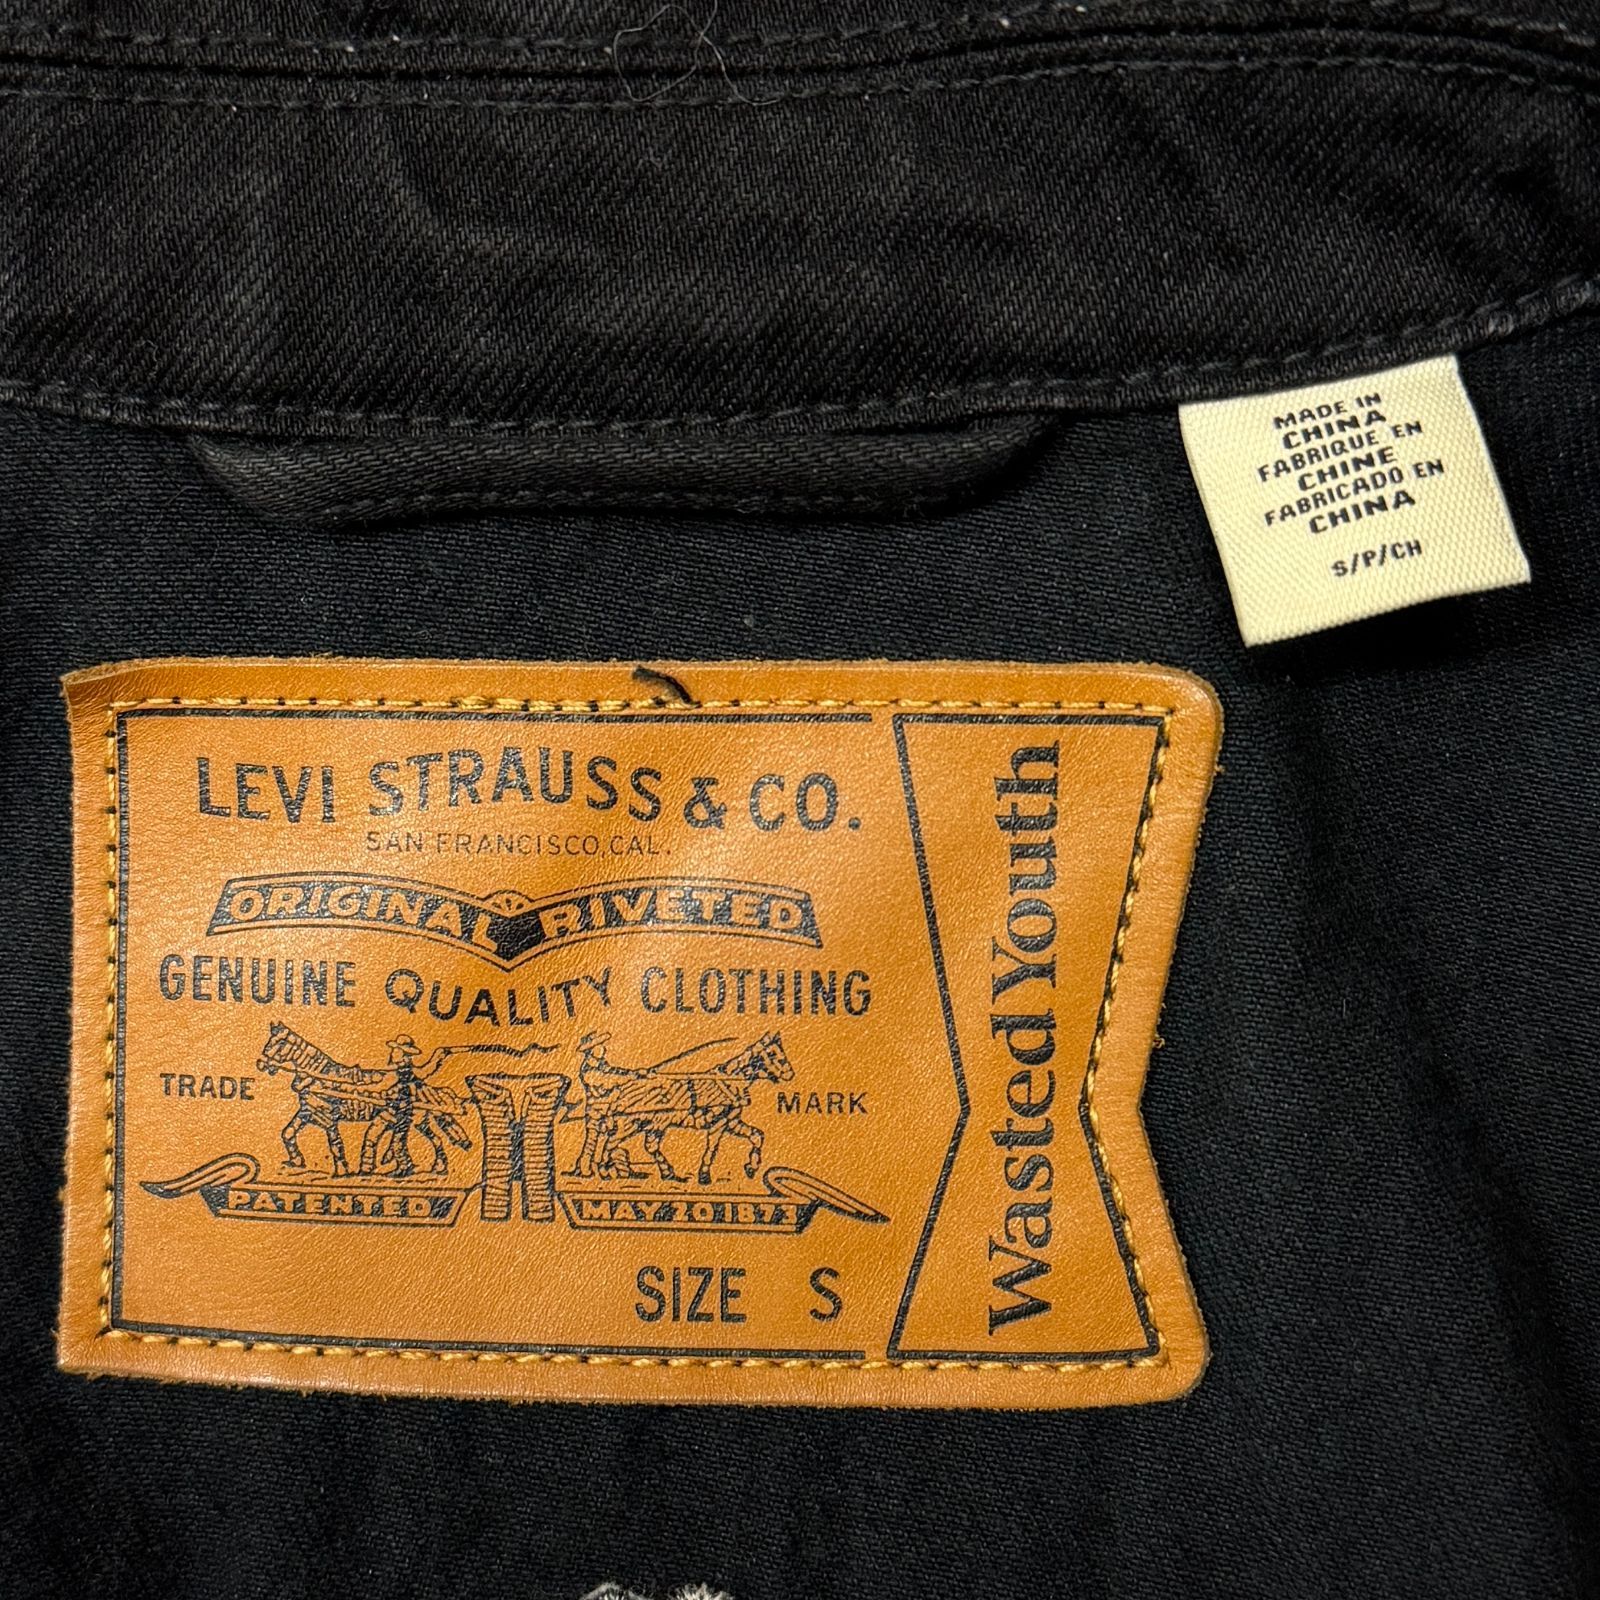 MADE IN
CHINA
FABRIQUE EN
CHINE
FABRICADO EN
CHINA
S/P/CH
LEVI STRAUSS & CO.
SAN FRANCISCO, CAL.
ORIGINAL RIVETED
GENUINE QUALITY CLOTHING
TRADE MARK
PATENTED MAY 20 1873
SIZE S
Wasted Youth